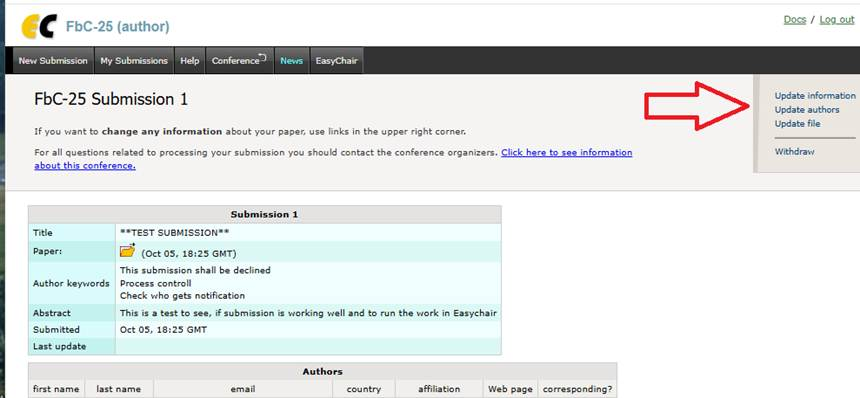 EC FbC-25 (author)
Docs / Log out
New Submission My Submissions Help Conference News EasyChair
FbC-25 Submission 1
Update information
Update authors
Update file
Withdraw
If you want to change any information about your paper, use links in the upper right corner.
For all questions related to processing your submission you should contact the conference organizers. Click here to see information
about this conference.
Submission 1
Title **TEST SUBMISSION**
Paper: (Oct 05, 18:25 GMT)
Author keywords
This submission shall be declined
Process controll
Check who gets notification
Abstract This is a test to see, if submission is working well and to run the work in Easychair
Submitted Oct 05, 18:25 GMT
Last update
Authors
first name last name email country affiliation Web page corresponding?